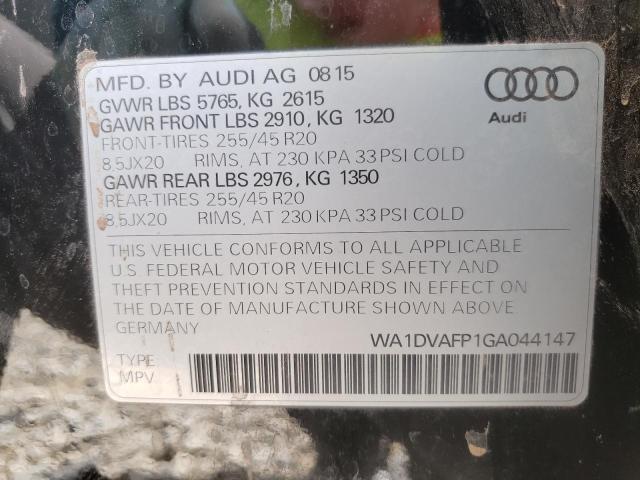 MFD. BY AUDI AG 08 15
GVWR LBS 5765, KG 2615
GAWR FRONT LBS 2910, KG 1320
FRONT-TIRES 255/45 R20
8,5JX20 RIMS, AT 230 KPA 33 PSI COLD
GAWR REAR LBS 2976, KG 1350
REAR-TIRES 255/45 R20
8,5JX20 RIMS, AT 230 KPA 33 PSI COLD
Audi
THIS VEHICLE CONFORMS TO ALL APPLICABLE
U.S. FEDERAL MOTOR VEHICLE SAFETY AND
THEFT PREVENTION STANDARDS IN EFFECT ON
THE DATE OF MANUFACTURE SHOWN ABOVE
GERMANY
WA1DVAFP1GA044147
TYPE
MPV